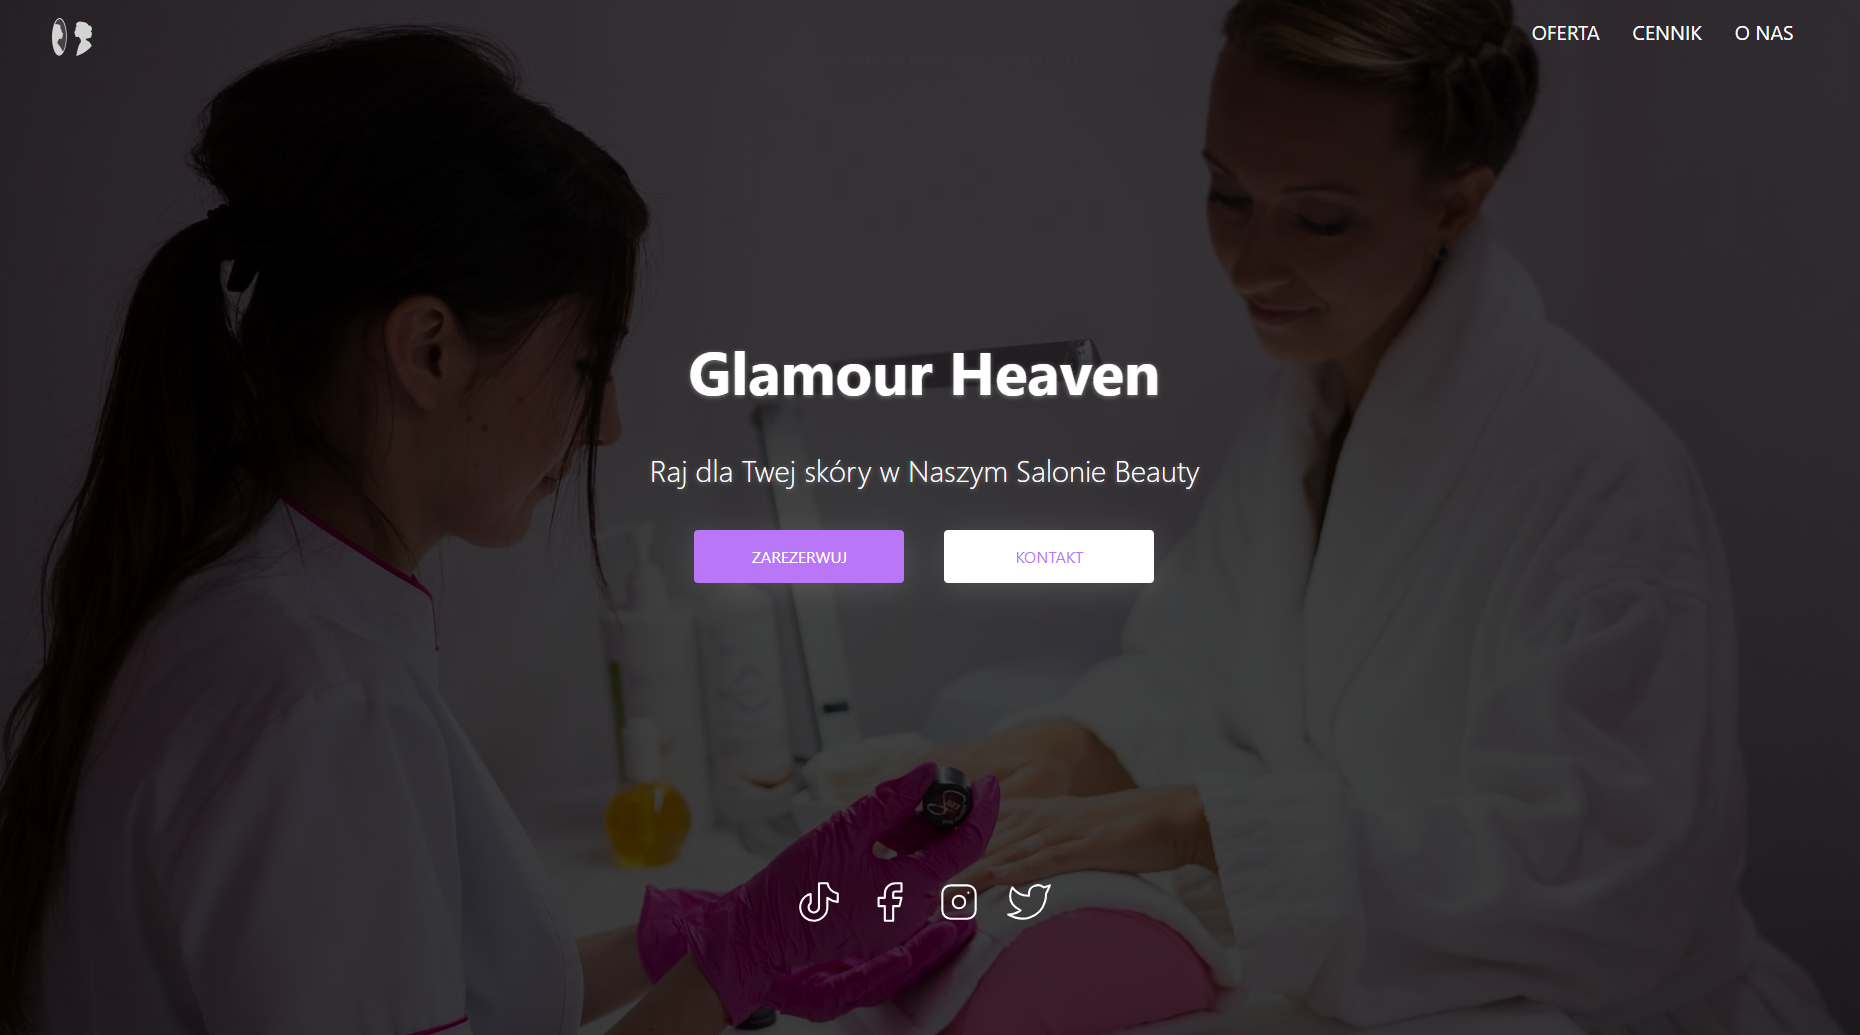 OFERTA CENNIK O NAS
Glamour Heaven
Raj dla Twej skóry w Naszym Salonie Beauty
ZAREZERWUJ KONTAKT